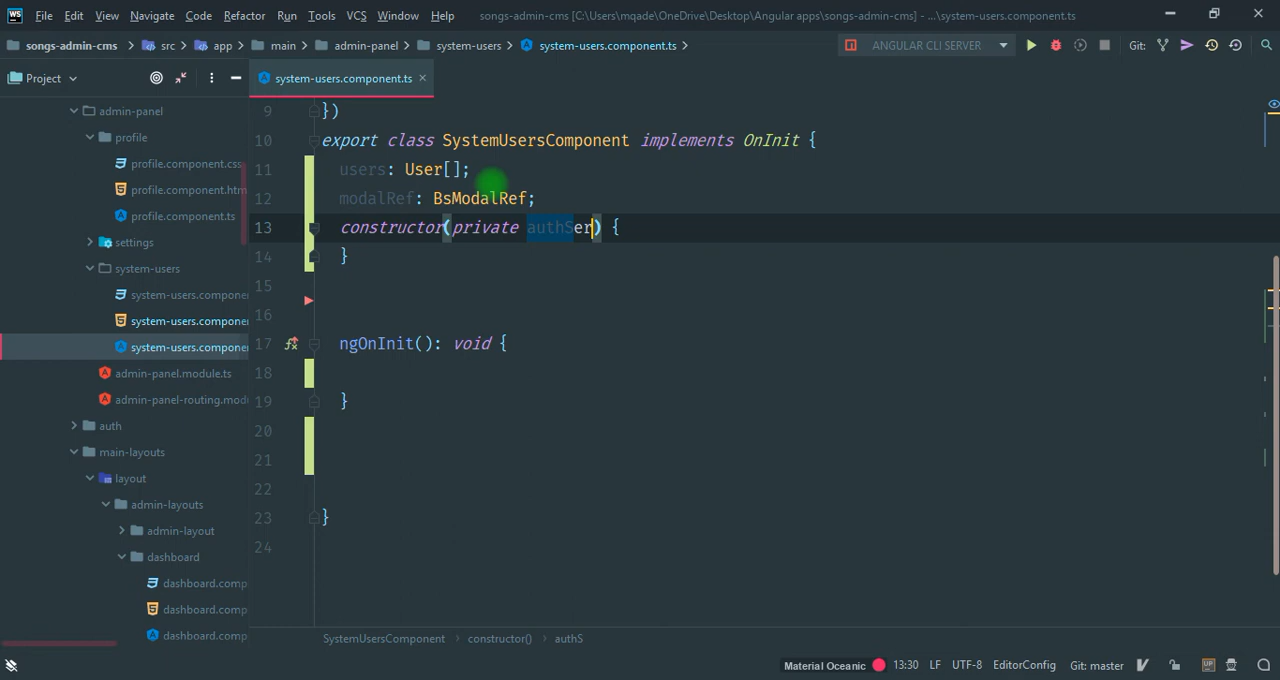 WS File Edit View Navigate Code Refactor Run Tools VCS Window Help songs-admin-cms [C:\Users\mqade\OneDrive\Desktop\Angular apps\songs-admin-cms] - ...\system-users.component.ts
songs-admin-cms src app main admin-panel system-users system-users.component.ts ANGULAR CLI SERVER Git:
Project system-users.component.ts
admin-panel
profile
profile.component.css
profile.component.htm
profile.component.ts
settings
system-users
system-users.compone
system-users.compone
system-users.compone
admin-panel.module.ts
admin-panel-routing.modu
auth
main-layouts
layout
admin-layouts
admin-layout
dashboard
dashboard.comp
dashboard.comp
dashboard.comp
9 })
10 export class SystemUsersComponent implements OnInit {
11 users: User[];
12 modalRef: BsModalRef;
13 constructor(private authSer) {
14 }
15
16
17 ngOnInit(): void {
18
19 }
20
21
22
23 }
24
SystemUsersComponent constructor() authS
Material Oceanic 13:30 LF UTF-8 EditorConfig Git: master